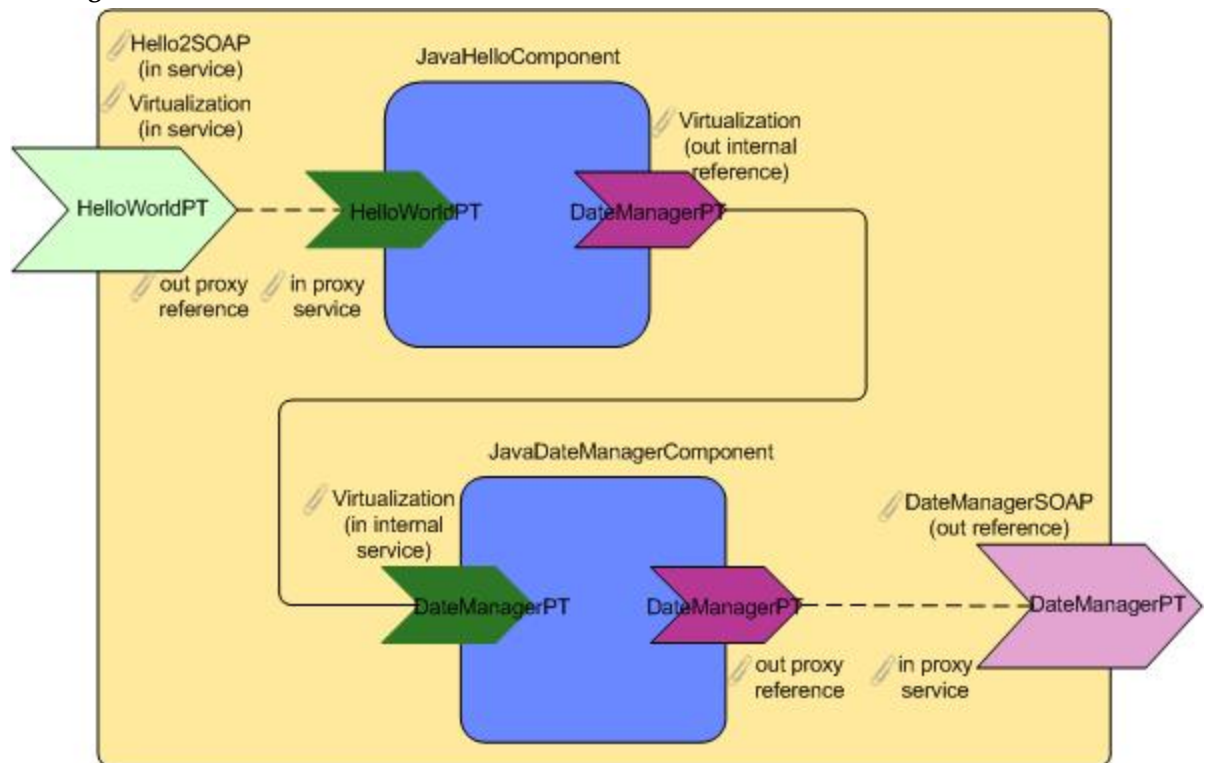 Hello2SOAP
(in service)
Virtualization
(in service)
HelloWorldPT
out proxy
reference
in proxy
service
JavaHelloComponent
HelloWorldPT
DateManagerPT
Virtualization
(out internal
reference)
JavaDateManagerComponent
Virtualization
(in internal
service)
DateManagerPT
DateManagerPT
out proxy
reference
in proxy
service
DateManagerSOAP
(out reference)
DateManagerPT